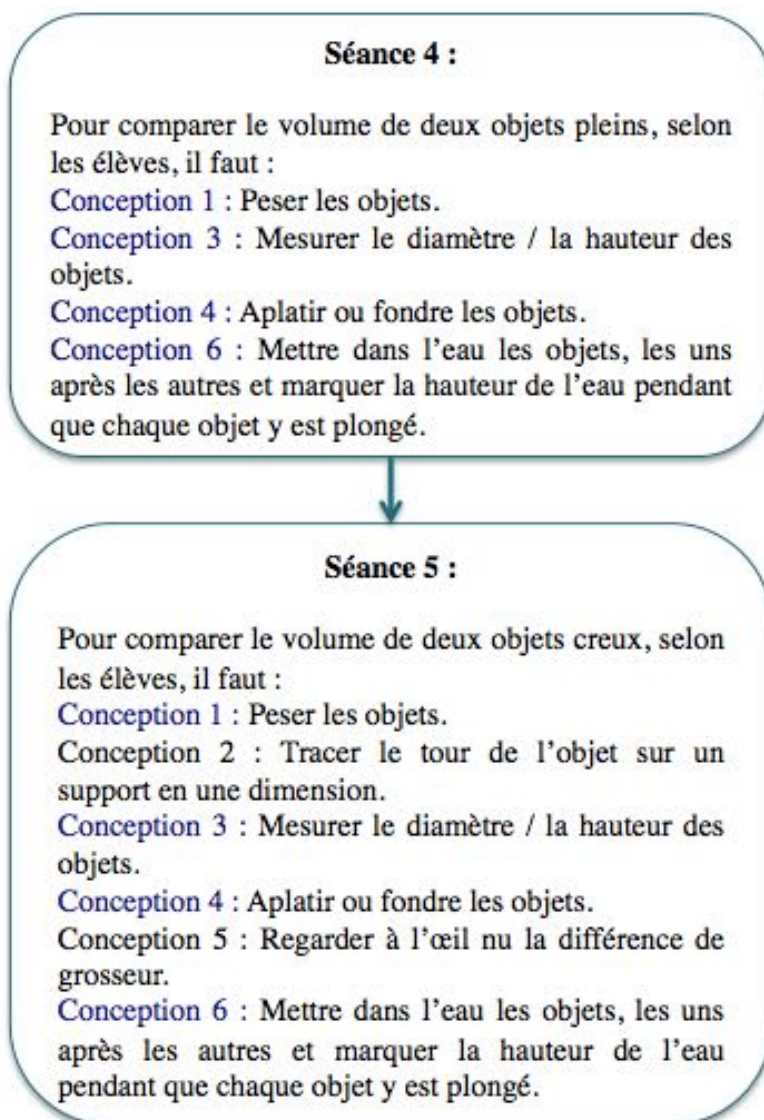 Séance 4 :
Pour comparer le volume de deux objets pleins, selon
les élèves, il faut :
Conception 1 : Peser les objets.
Conception 3 : Mesurer le diamètre / la hauteur des
objets.
Conception 4 : Aplatir ou fondre les objets.
Conception 6 : Mettre dans l’eau les objets, les uns
après les autres et marquer la hauteur de l’eau pendant
que chaque objet y est plongé.
Séance 5 :
Pour comparer le volume de deux objets creux, selon
les élèves, il faut :
Conception 1 : Peser les objets.
Conception 2 : Tracer le tour de l’objet sur un
support en une dimension.
Conception 3 : Mesurer le diamètre / la hauteur des
objets.
Conception 4 : Aplatir ou fondre les objets.
Conception 5 : Regarder à l’œil nu la différence de
grosseur.
Conception 6 : Mettre dans l’eau les objets, les uns
après les autres et marquer la hauteur de l’eau
pendant que chaque objet y est plongé.